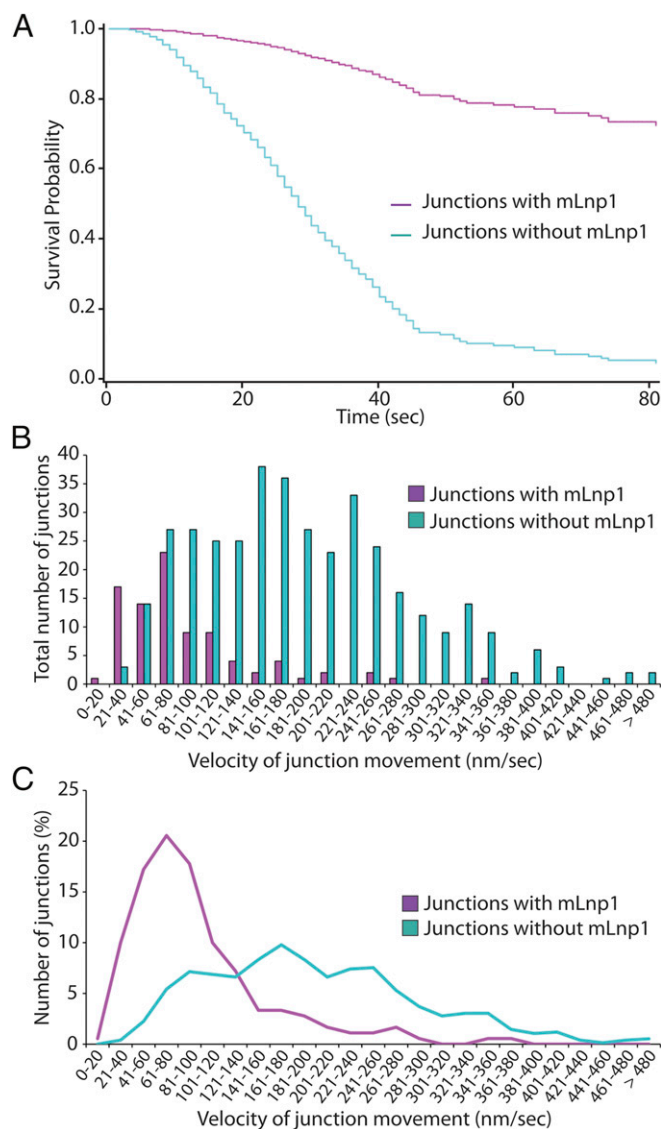 A
1.0
0.8
0.6
0.4
0.2
0.0
Survival Probability
Junctions with mLnp1
Junctions without mLnp1
0 20 40 60 80
Time (sec)
B
40
35
30
25
20
15
10
5
0
Total number of junctions
Junctions with mLnp1
Junctions without mLnp1
0-20 21-40 41-60 61-80 81-100 101-120 121-140 141-160 161-180 181-200 201-220 221-240 241-260 261-280 281-300 301-320 321-340 341-360 361-380 381-400 401-420 421-440 441-460 461-480 > 480
Velocity of junction movement (nm/sec)
C
25
20
15
10
5
0
Number of junctions (%)
Junctions with mLnp1
Junctions without mLnp1
0-20 21-40 41-60 61-80 81-100 101-120 121-140 141-160 161-180 181-200 201-220 221-240 241-260 261-280 281-300 301-320 321-340 341-360 361-380 381-400 401-420 421-440 441-460 461-480 > 480
Velocity of junction movement (nm/sec)